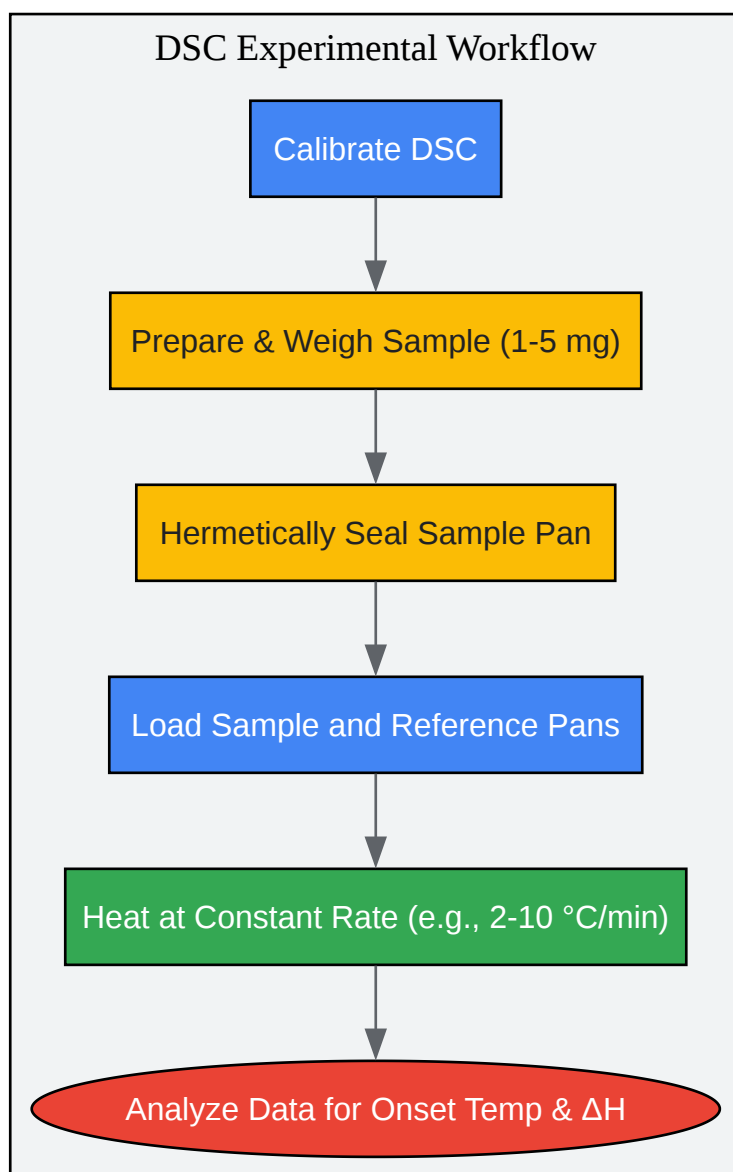 DSC Experimental Workflow
Calibrate DSC
Prepare & Weigh Sample (1-5 mg)
Hermetically Seal Sample Pan
Load Sample and Reference Pans
Heat at Constant Rate (e.g., 2-10 °C/min)
Analyze Data for Onset Temp & ΔH